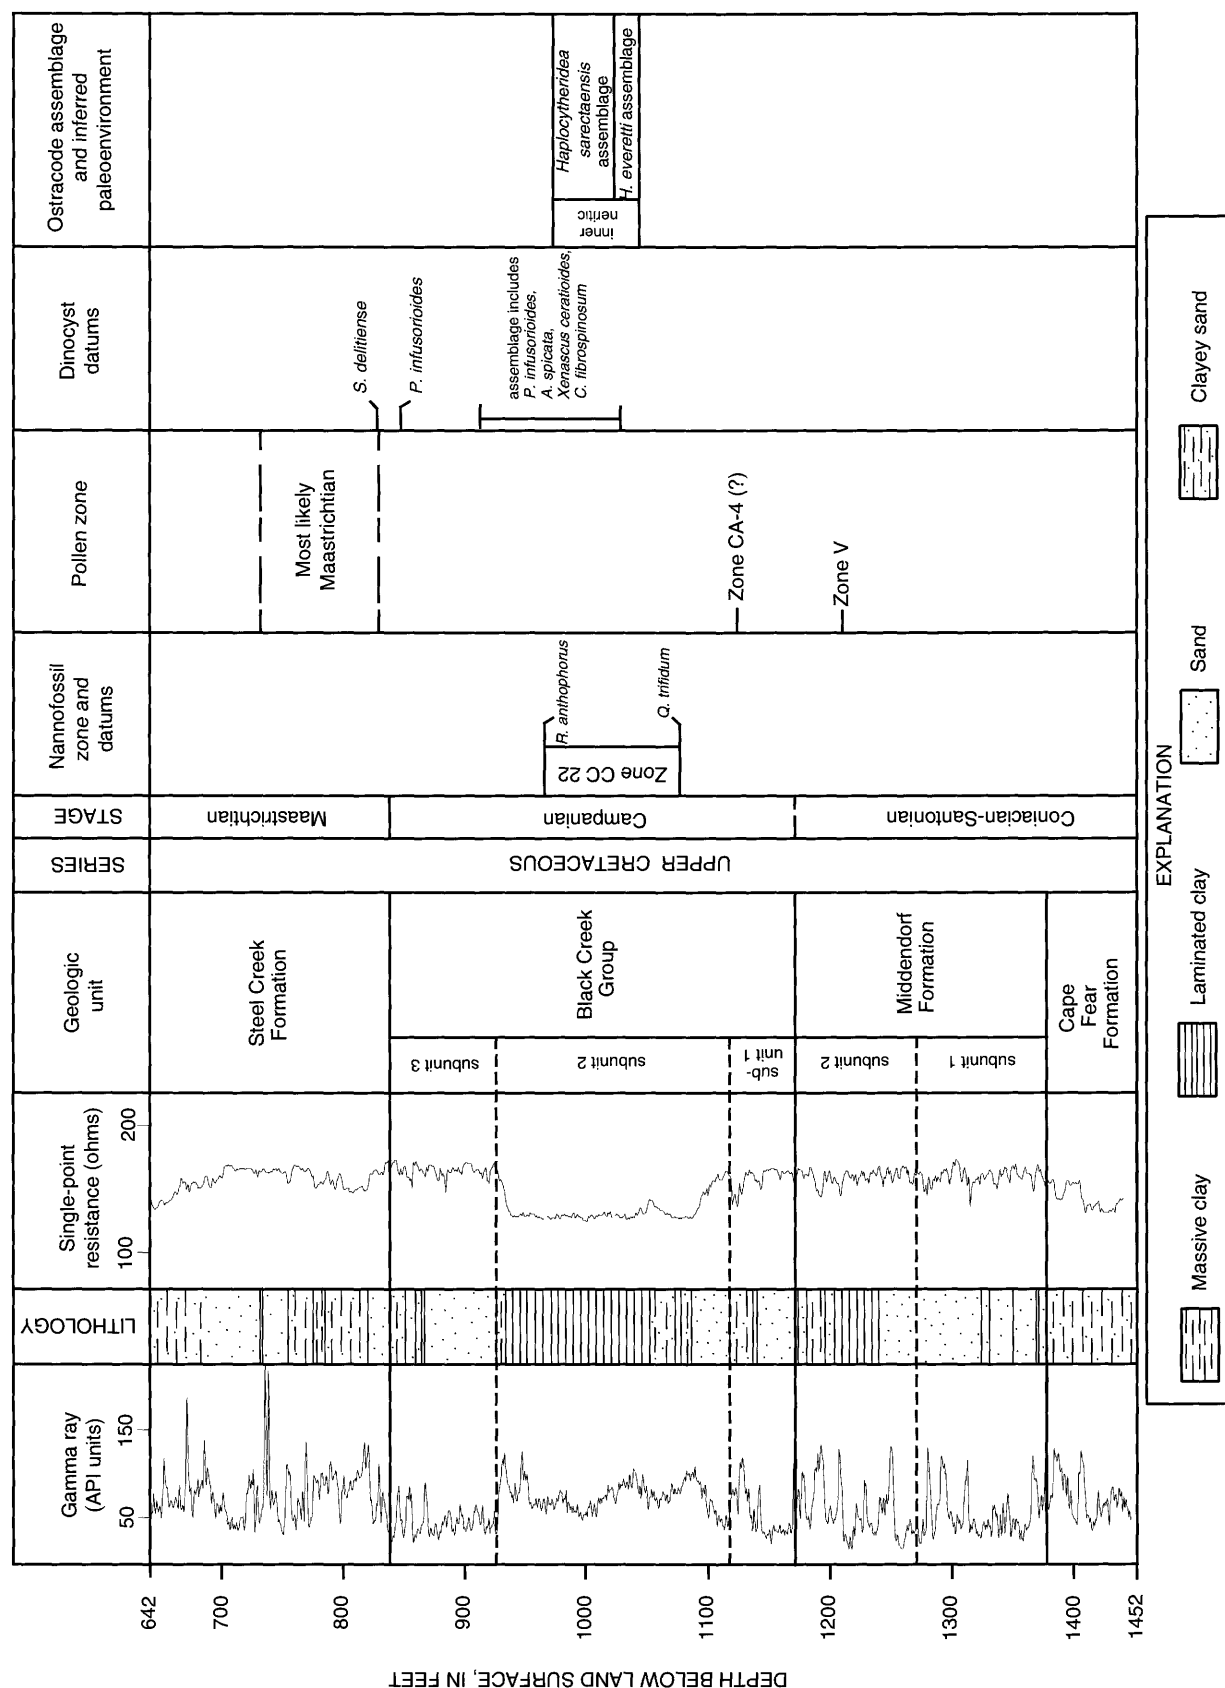 Ostracode assemblage
and inferred
paleoenvironment
Haplocytheridea
sarectaensis
assemblage
H. everetti assemblage
inner
neritic
Dinocyst
datums
S. delitiense
P. infusorioides
assemblage includes
P. infusorioides,
A. spicata,
Xenascus ceratioides,
C. fibrospinosum
Pollen zone
Most likely
Maastrichtian
Zone CA-4 (?)
Zone V
Nannofossil
zone and
datums
R. anthophorus
Q. trifidum
Zone CC 22
STAGE
Maastrichtian
Campanian
Coniacian-Santonian
SERIES
UPPER CRETACEOUS
Geologic
unit
Steel Creek
Formation
Black Creek
Group
Middendorf
Formation
Cape
Fear
Formation
subunit 3
subunit 2
sub-
unit 1
subunit 2
subunit 1
Single-point
resistance (ohms)
100
200
LITHOLOGY
Gamma ray
(API units)
50
150
642
700
800
900
1000
1100
1200
1300
1400
1452
DEPTH BELOW LAND SURFACE, IN FEET
EXPLANATION
Massive clay
Laminated clay
Sand
Clayey sand